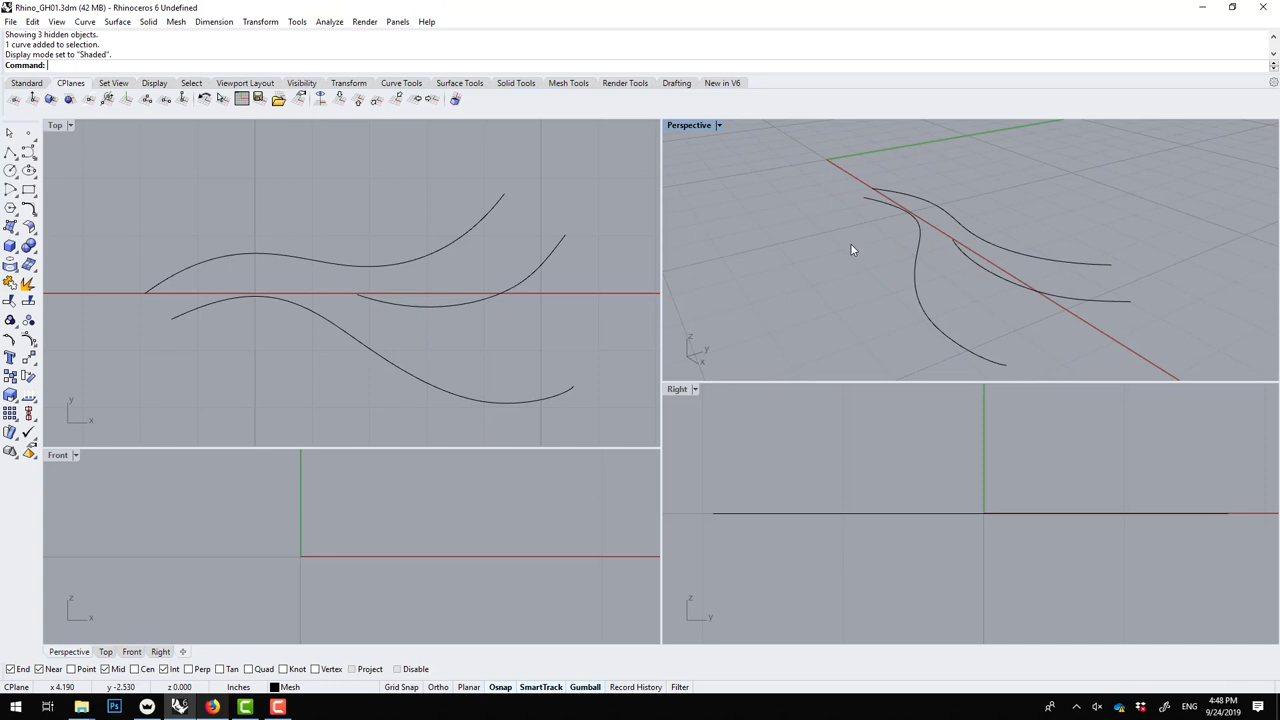 Rhino_GH01.3dm (42 MB) - Rhinoceros 6 Undefined
File Edit View Curve Surface Solid Mesh Dimension Transform Tools Analyze Render Panels Help
Showing 3 hidden objects.
1 curve added to selection.
Display mode set to "Shaded".
Command:
Standard CPlanes Set View Display Select Viewport Layout Visibility Transform Curve Tools Surface Tools Solid Tools Mesh Tools Render Tools Drafting New in V6
Top
Perspective
y
x
z
y
x
Front
Right
z
x
z
y
Perspective Top Front Right
End Near Point Mid Cen Int Perp Tan Quad Knot Vertex Project Disable
CPlane x 4.190 y -2.530 z 0.000 Inches Mesh Grid Snap Ortho Planar Osnap SmartTrack Gumball Record History Filter
ENG
4:48 PM
9/24/2019